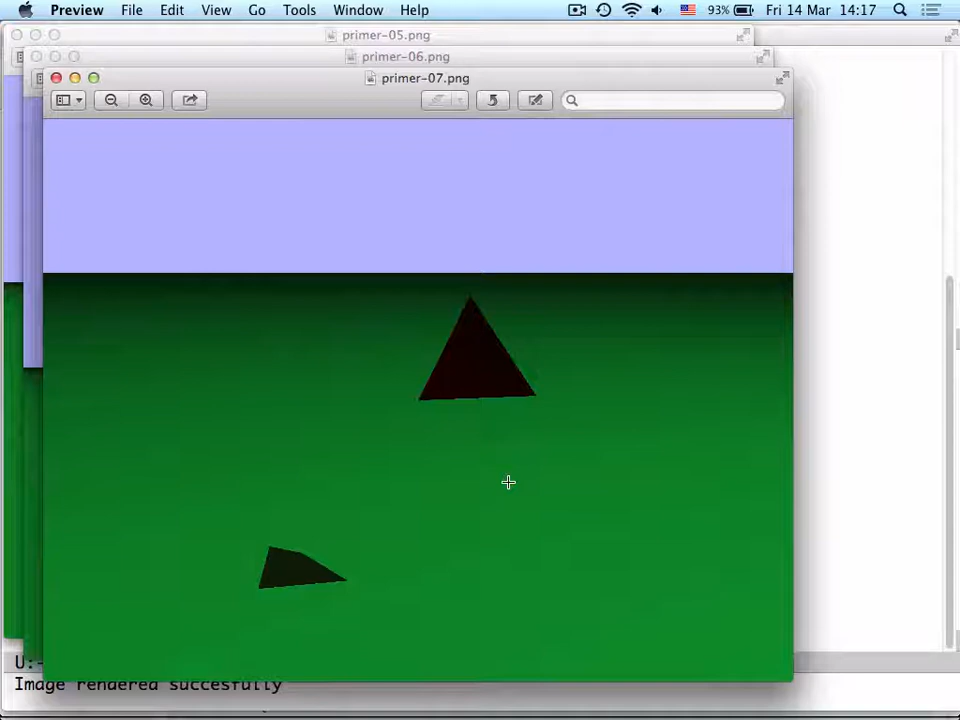 Preview File Edit View Go Tools Window Help 93% Fri 14 Mar 14:17
primer-05.png
primer-06.png
primer-07.png
U:-
Image rendered succesfully